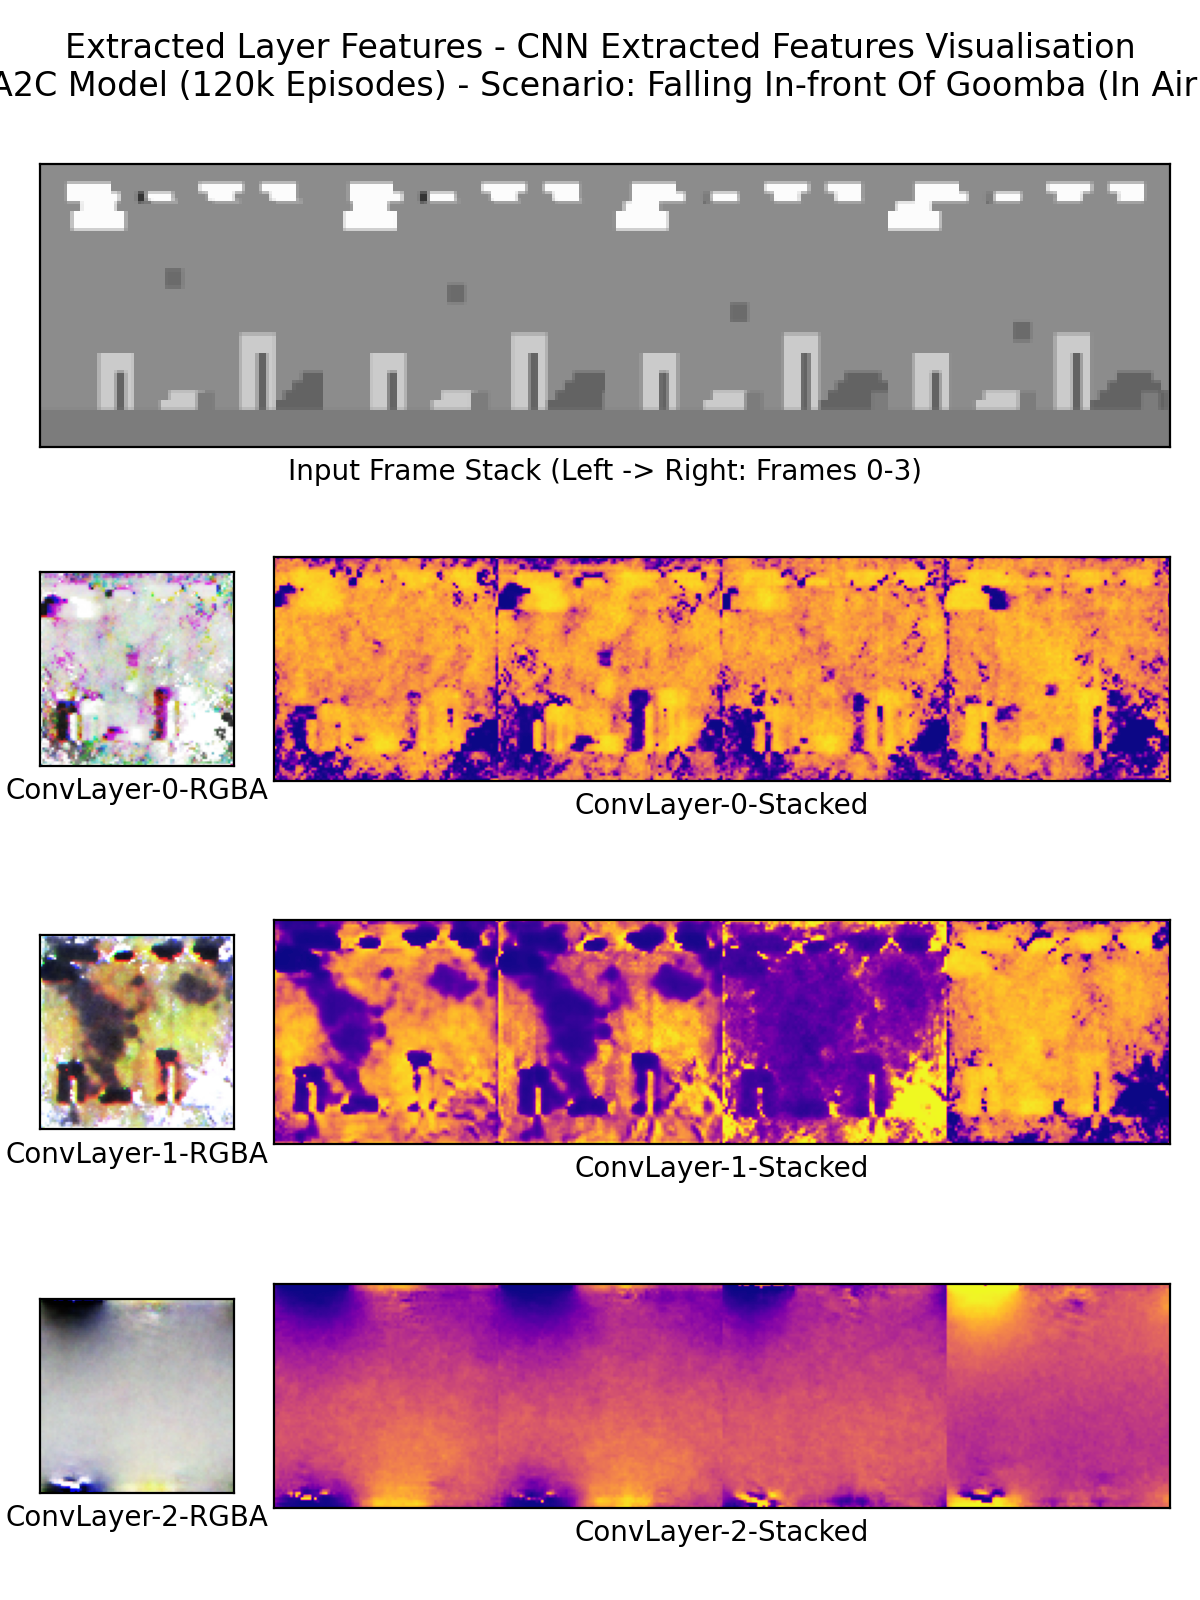 Extracted Layer Features - CNN Extracted Features Visualisation
A2C Model (120k Episodes) - Scenario: Falling In-front Of Goomba (In Air
Input Frame Stack (Left -> Right: Frames 0-3)
ConvLayer-0-RGBA
ConvLayer-0-Stacked
ConvLayer-1-RGBA
ConvLayer-1-Stacked
ConvLayer-2-RGBA
ConvLayer-2-Stacked